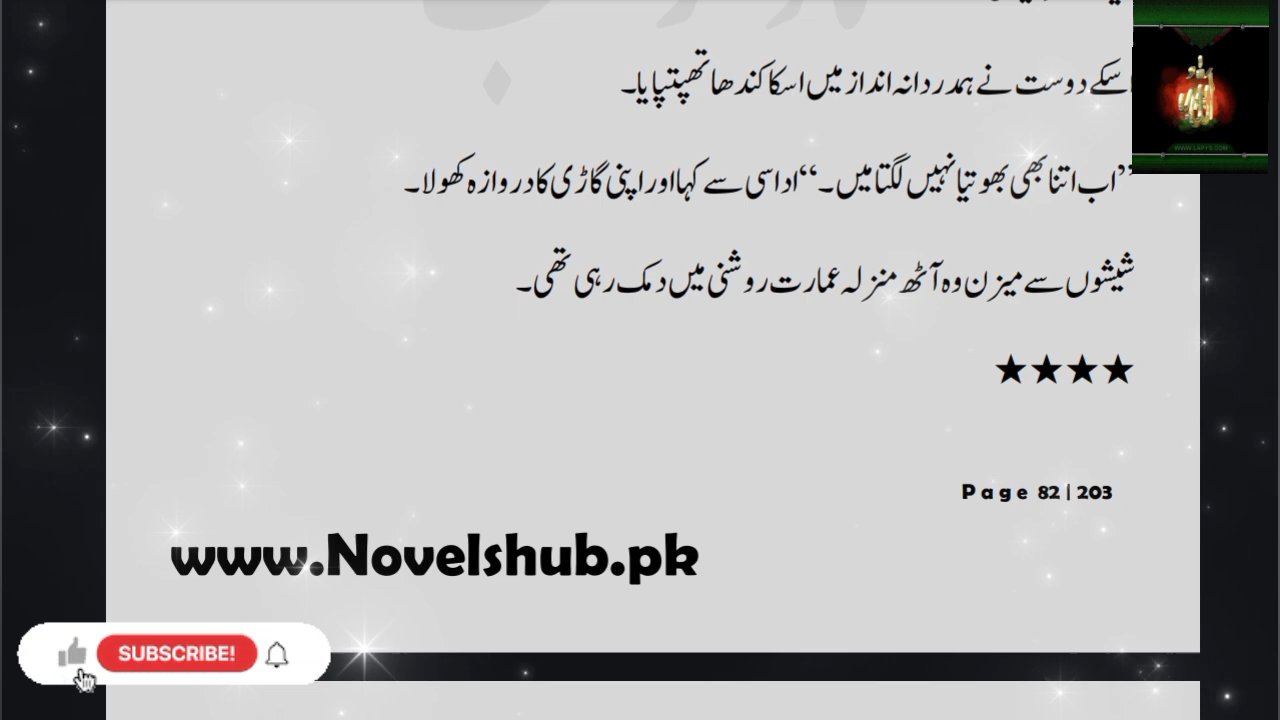 اسکے دوست نے ہمدردانہ انداز میں اسکا کندھا تھپتپایا۔
’’اب اتنا بھی بھوتیا نہیں لگتا میں۔‘‘ اداسی سے کہا اور اپنی گاڑی کا دروازہ کھولا۔
شیشوں سے میزن وہ آٹھ منزلہ عمارت روشنی میں دمک رہی تھی۔
★★★★
Page 82 | 203
www.Novelshub.pk
SUBSCRIBE!